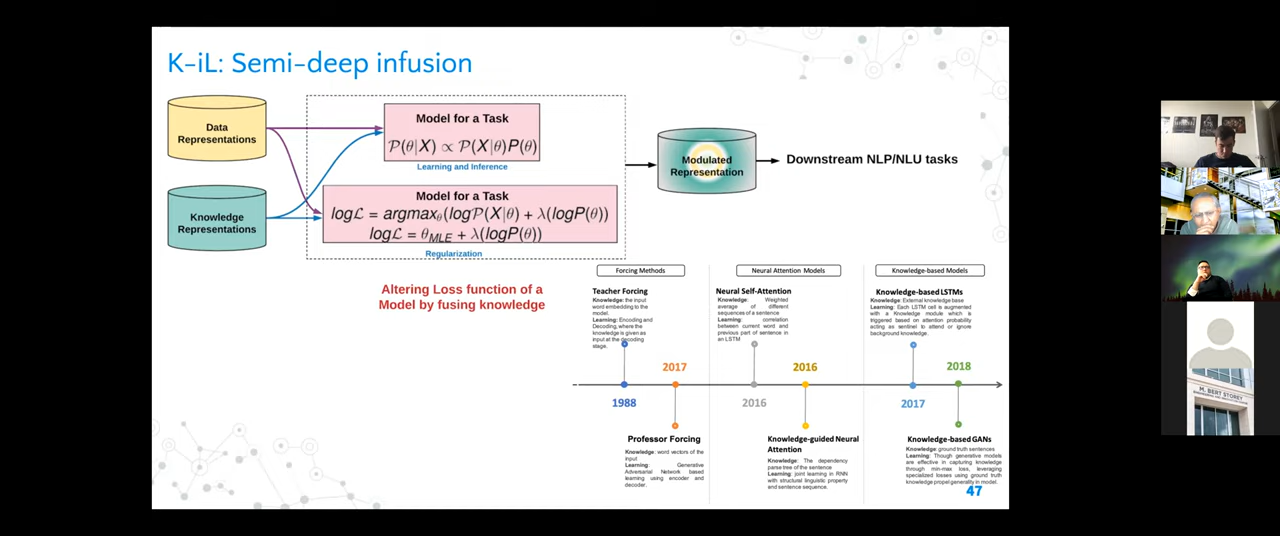 K-iL: Semi-deep infusion
Data
Representations
Knowledge
Representations
Model for a Task
P(θ|X) ∝ P(X|θ)P(θ)
Learning and Inference
Model for a Task
logL = argmaxθ(logP(X|θ) + λ(logP(θ))
logL = θMLE + λ(logP(θ))
Regularization
Modulated
Representation
Downstream NLP/NLU tasks
Altering Loss function of a
Model by fusing knowledge
Forcing Methods
Neural Attention Models
Knowledge-based Models
Teacher Forcing
Knowledge: the input
word embedding to the
model.
Learning: Encoding and
Decoding, where the
knowledge is given as
input at the decoding
stage.
Neural Self-Attention
Knowledge: Weighted
average of different
sequences of a sentence
Learning: correlation
between current word and
previous part of sentence in
an LSTM
Knowledge-based LSTMs
Knowledge: External knowledge base
Learning: Each LSTM cell is augmented
with a Knowledge module which is
triggered based on attention probability
acting as sentinel to attend or ignore
background knowledge.
2017
2016
2018
1988
2016
2017
Professor Forcing
Knowledge: word vectors of the
input
Learning: Generative
Adversarial Network based
learning using encoder and
decoder.
Knowledge-guided Neural
Attention
Knowledge: The dependency
parse tree of the sentence
Learning: joint learning in RNN
with structural linguistic property
and sentence sequence.
Knowledge-based GANs
Knowledge: ground truth sentences
Learning: Though generative models
are effective in capturing knowledge
through min-max loss, leveraging
specialized losses using ground truth
knowledge propel generality in model.
47
M. BERT STOREY